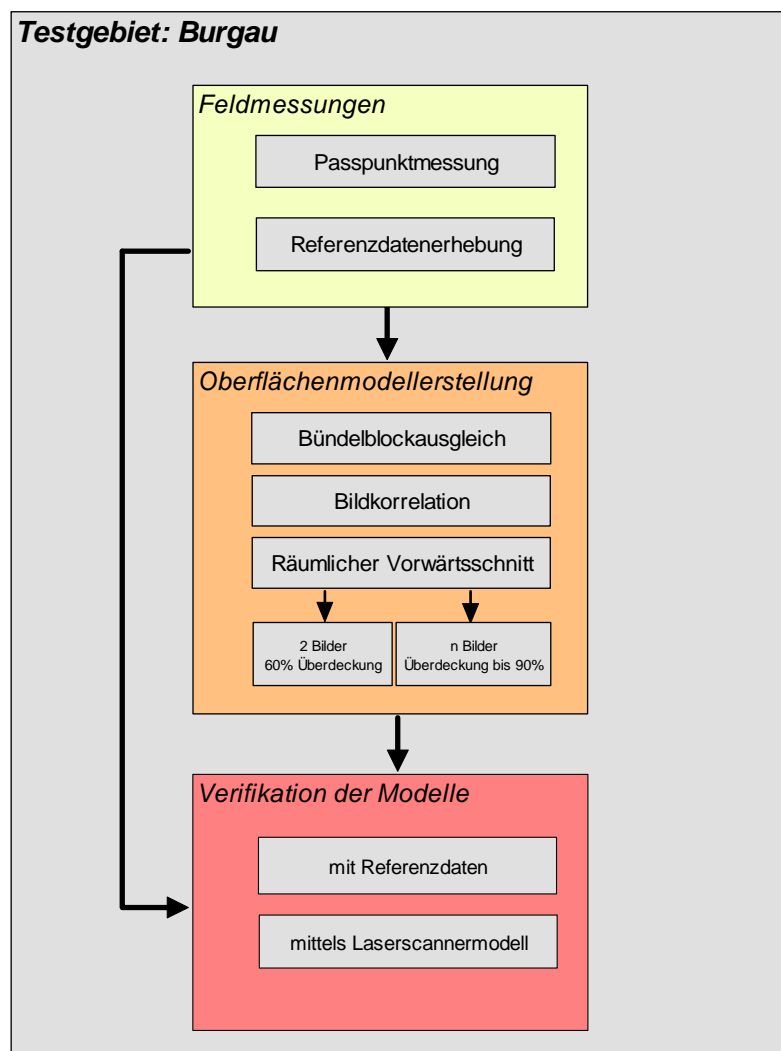 Testgebiet: Burgau
Feldmessungen
Passpunktmessung
Referenzdatenerhebung
Oberflächenmodellerstellung
Bündelblockausgleich
Bildkorrelation
Räumlicher Vorwärtsschnitt
2 Bilder
60% Überdeckung
n Bilder
Überdeckung bis 90%
Verifikation der Modelle
mit Referenzdaten
mittels Laserscannermodell